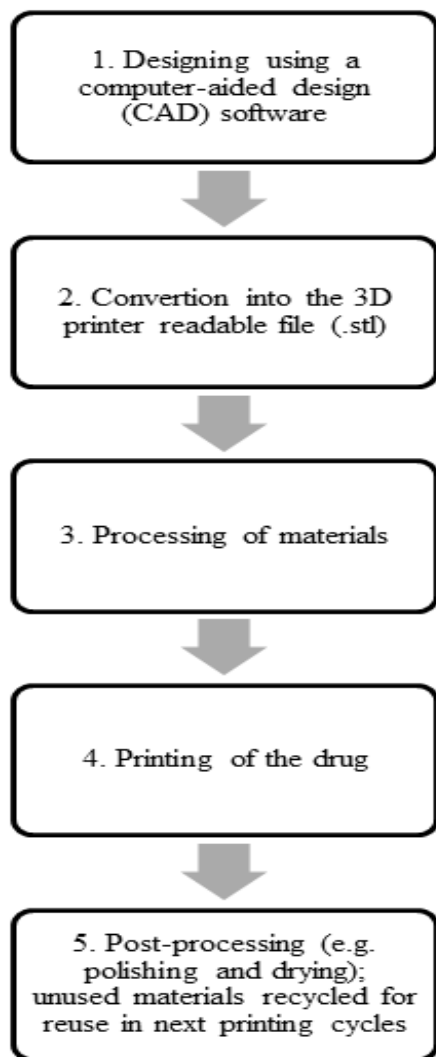 1. Designing using a
computer-aided design
(CAD) software
2. Convertion into the 3D
printer readable file (.stl)
3. Processing of materials
4. Printing of the drug
5. Post-processing (e.g.
polishing and drying);
unused materials recycled for
reuse in next printing cycles